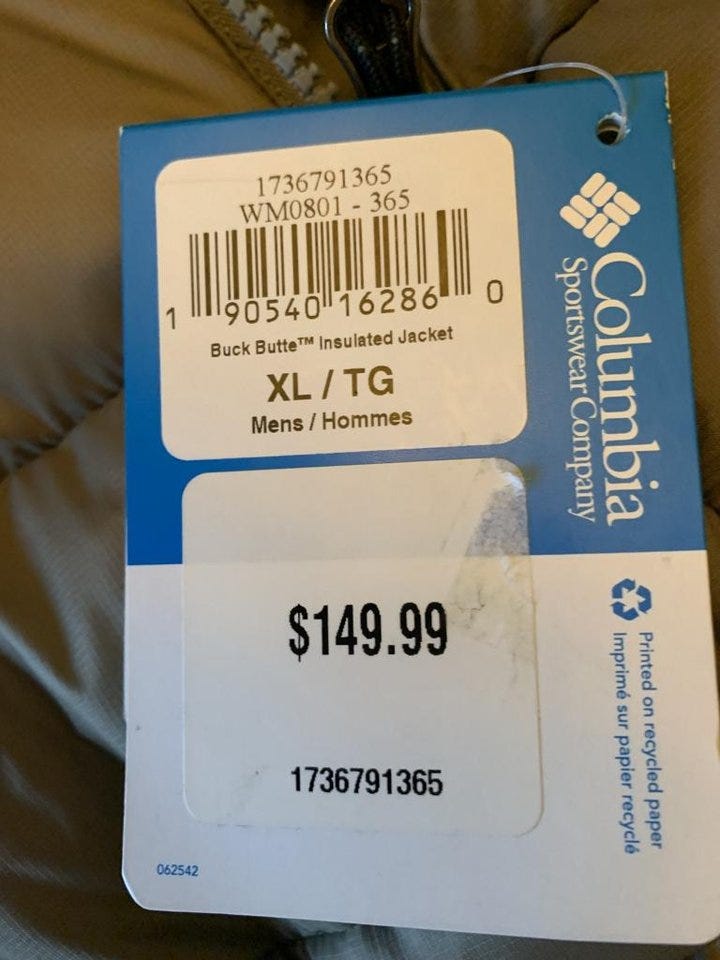 1736791365
WM0801 - 365
1 90540 16286 0
Buck Butte™ Insulated Jacket
XL / TG
Mens / Hommes
$149.99
1736791365
062542
Columbia
Sportswear Company
Printed on recycled paper
Imprimé sur papier recyclé